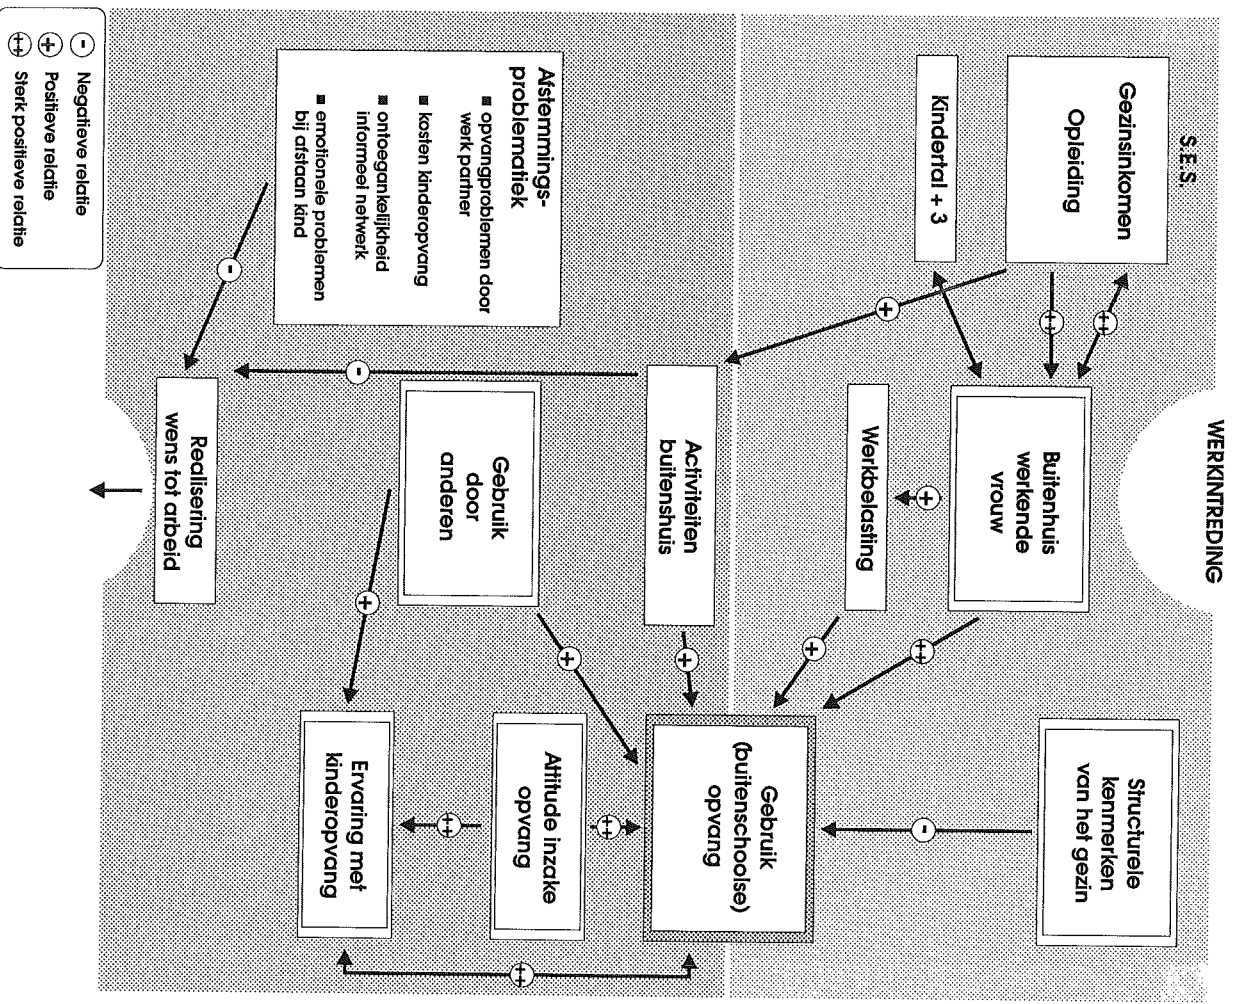 WERKINTREDING
S.E.S.
Gezinsinkomen
Opleiding
++
++
Kindertal + 3
Buitenhuis
werkende
vrouw
+
Werkbelasting
++
+
Structurele
kenmerken
van het gezin
-
+
Activiteiten
buitenshuis
+
Gebruik
(buitenschoolse)
opvang
Afstemmings-
problematiek
opvangproblemen door
werk partner
kosten kinderopvang
ontoegankelijkheid
informeel netwerk
emotionele problemen
bij afstaan kind
-
-
Gebruik
door
anderen
+
+
++
Attitude inzake
opvang
++
Ervaring met
kinderopvang
++
Realisering
wens tot arbeid
- Negatieve relatie
+ Positieve relatie
++ Sterk positieve relatie